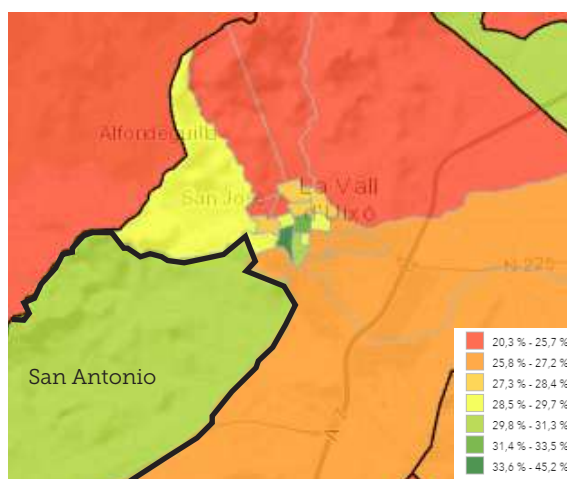 Alfondeguilla
San José
La Vall
d'Uixó
N-225
San Antonio
20,3 % - 25,7 %
25,8 % - 27,2 %
27,3 % - 28,4 %
28,5 % - 29,7 %
29,8 % - 31,3 %
31,4 % - 33,5 %
33,6 % - 45,2 %